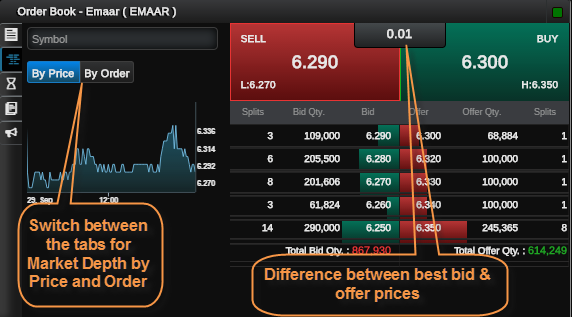 Order Book - Emaar ( EMAAR )
Symbol
By Price By Order
6.336
6.314
6.292
6.270
29. Sep 12:00
SELL 0.01 BUY
6.290 6.300
L:6.270 H:6.350
Splits Bid Qty. Bid Offer Offer Qty. Splits
3 109,000 6.290 6.300 68,884 1
6 205,500 6.280 6.320 100,000 1
8 201,606 6.270 6.330 100,000 1
3 61,824 6.260 6.340 100,000 1
14 290,000 6.250 6.350 245,365 8
Total Bid Qty. : 867,930 Total Offer Qty. : 614,249
Switch between
the tabs for
Market Depth by
Price and Order
Difference between best bid &
offer prices